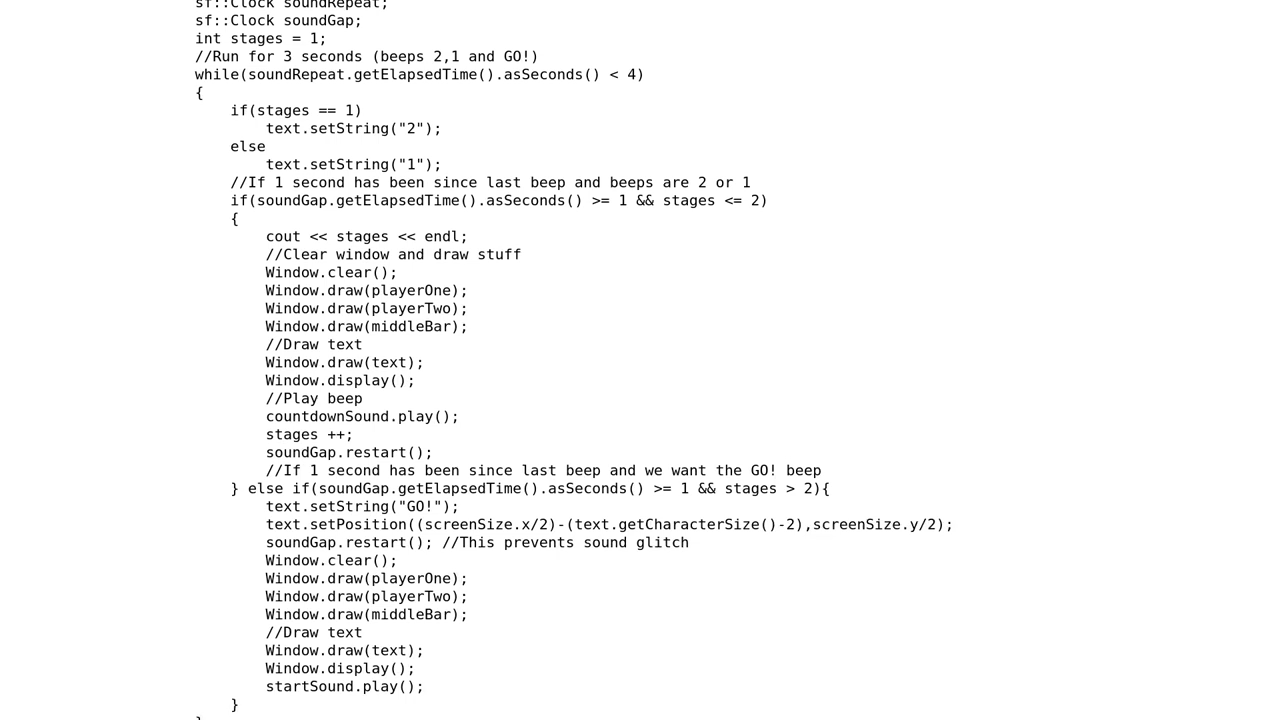 sf::Clock soundRepeat;
sf::Clock soundGap;
int stages = 1;
//Run for 3 seconds (beeps 2,1 and GO!)
while(soundRepeat.getElapsedTime().asSeconds() < 4)
{
    if(stages == 1)
        text.setString("2");
    else
        text.setString("1");
    //If 1 second has been since last beep and beeps are 2 or 1
    if(soundGap.getElapsedTime().asSeconds() >= 1 && stages <= 2)
    {
        cout << stages << endl;
        //Clear window and draw stuff
        Window.clear();
        Window.draw(playerOne);
        Window.draw(playerTwo);
        Window.draw(middleBar);
        //Draw text
        Window.draw(text);
        Window.display();
        //Play beep
        countdownSound.play();
        stages ++;
        soundGap.restart();
        //If 1 second has been since last beep and we want the GO! beep
    } else if(soundGap.getElapsedTime().asSeconds() >= 1 && stages > 2){
        text.setString("GO!");
        text.setPosition((screenSize.x/2)-(text.getCharacterSize()-2),screenSize.y/2);
        soundGap.restart(); //This prevents sound glitch
        Window.clear();
        Window.draw(playerOne);
        Window.draw(playerTwo);
        Window.draw(middleBar);
        //Draw text
        Window.draw(text);
        Window.display();
        startSound.play();
    }
}